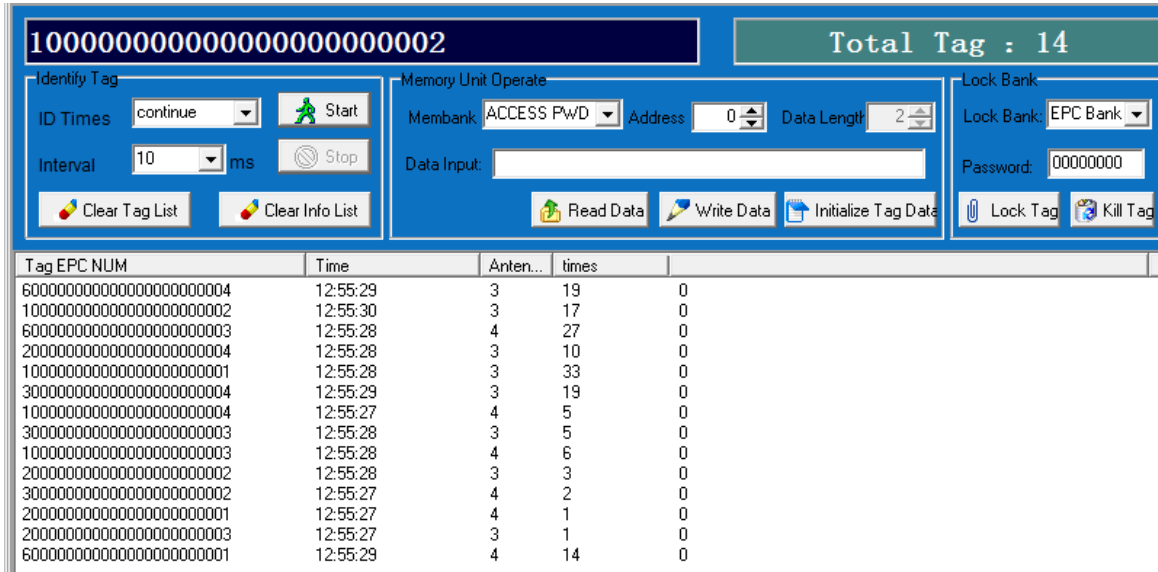 100000000000000000000002
Total Tag : 14
Identify Tag
ID Times continue Start
Interval 10 ms Stop
Clear Tag List Clear Info List
Memory Unit Operate
Membank ACCESS PWD Address 0 Data Length 2
Data Input:
Read Data Write Data Initialize Tag Data
Lock Bank
Lock Bank: EPC Bank
Password: 00000000
Lock Tag Kill Tag
Tag EPC NUM Time Anten... times
600000000000000000000004 12:55:29 3 19 0
100000000000000000000002 12:55:30 3 17 0
600000000000000000000003 12:55:28 4 27 0
200000000000000000000004 12:55:28 3 10 0
100000000000000000000001 12:55:28 3 33 0
300000000000000000000004 12:55:29 3 19 0
100000000000000000000004 12:55:27 4 5 0
300000000000000000000003 12:55:28 3 5 0
100000000000000000000003 12:55:28 4 6 0
200000000000000000000002 12:55:28 3 3 0
300000000000000000000002 12:55:27 4 2 0
200000000000000000000001 12:55:27 4 1 0
200000000000000000000003 12:55:27 3 1 0
600000000000000000000001 12:55:29 4 14 0